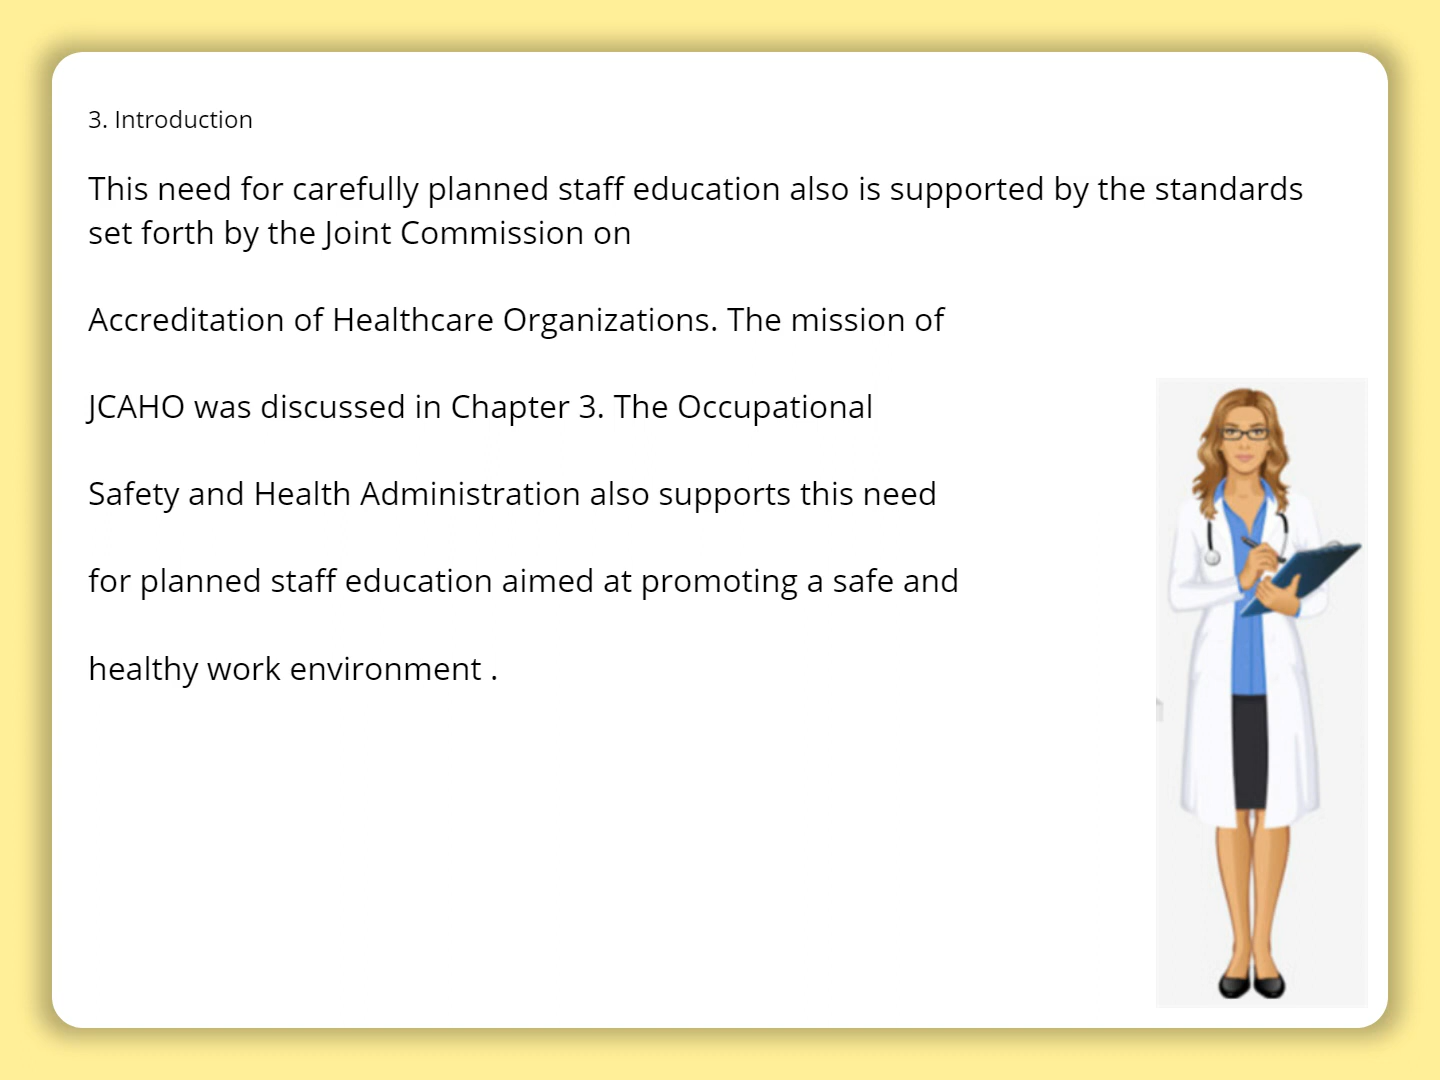 3. Introduction
This need for carefully planned staff education also is supported by the standards
set forth by the Joint Commission on
Accreditation of Healthcare Organizations. The mission of
JCAHO was discussed in Chapter 3. The Occupational
Safety and Health Administration also supports this need
for planned staff education aimed at promoting a safe and
healthy work environment .